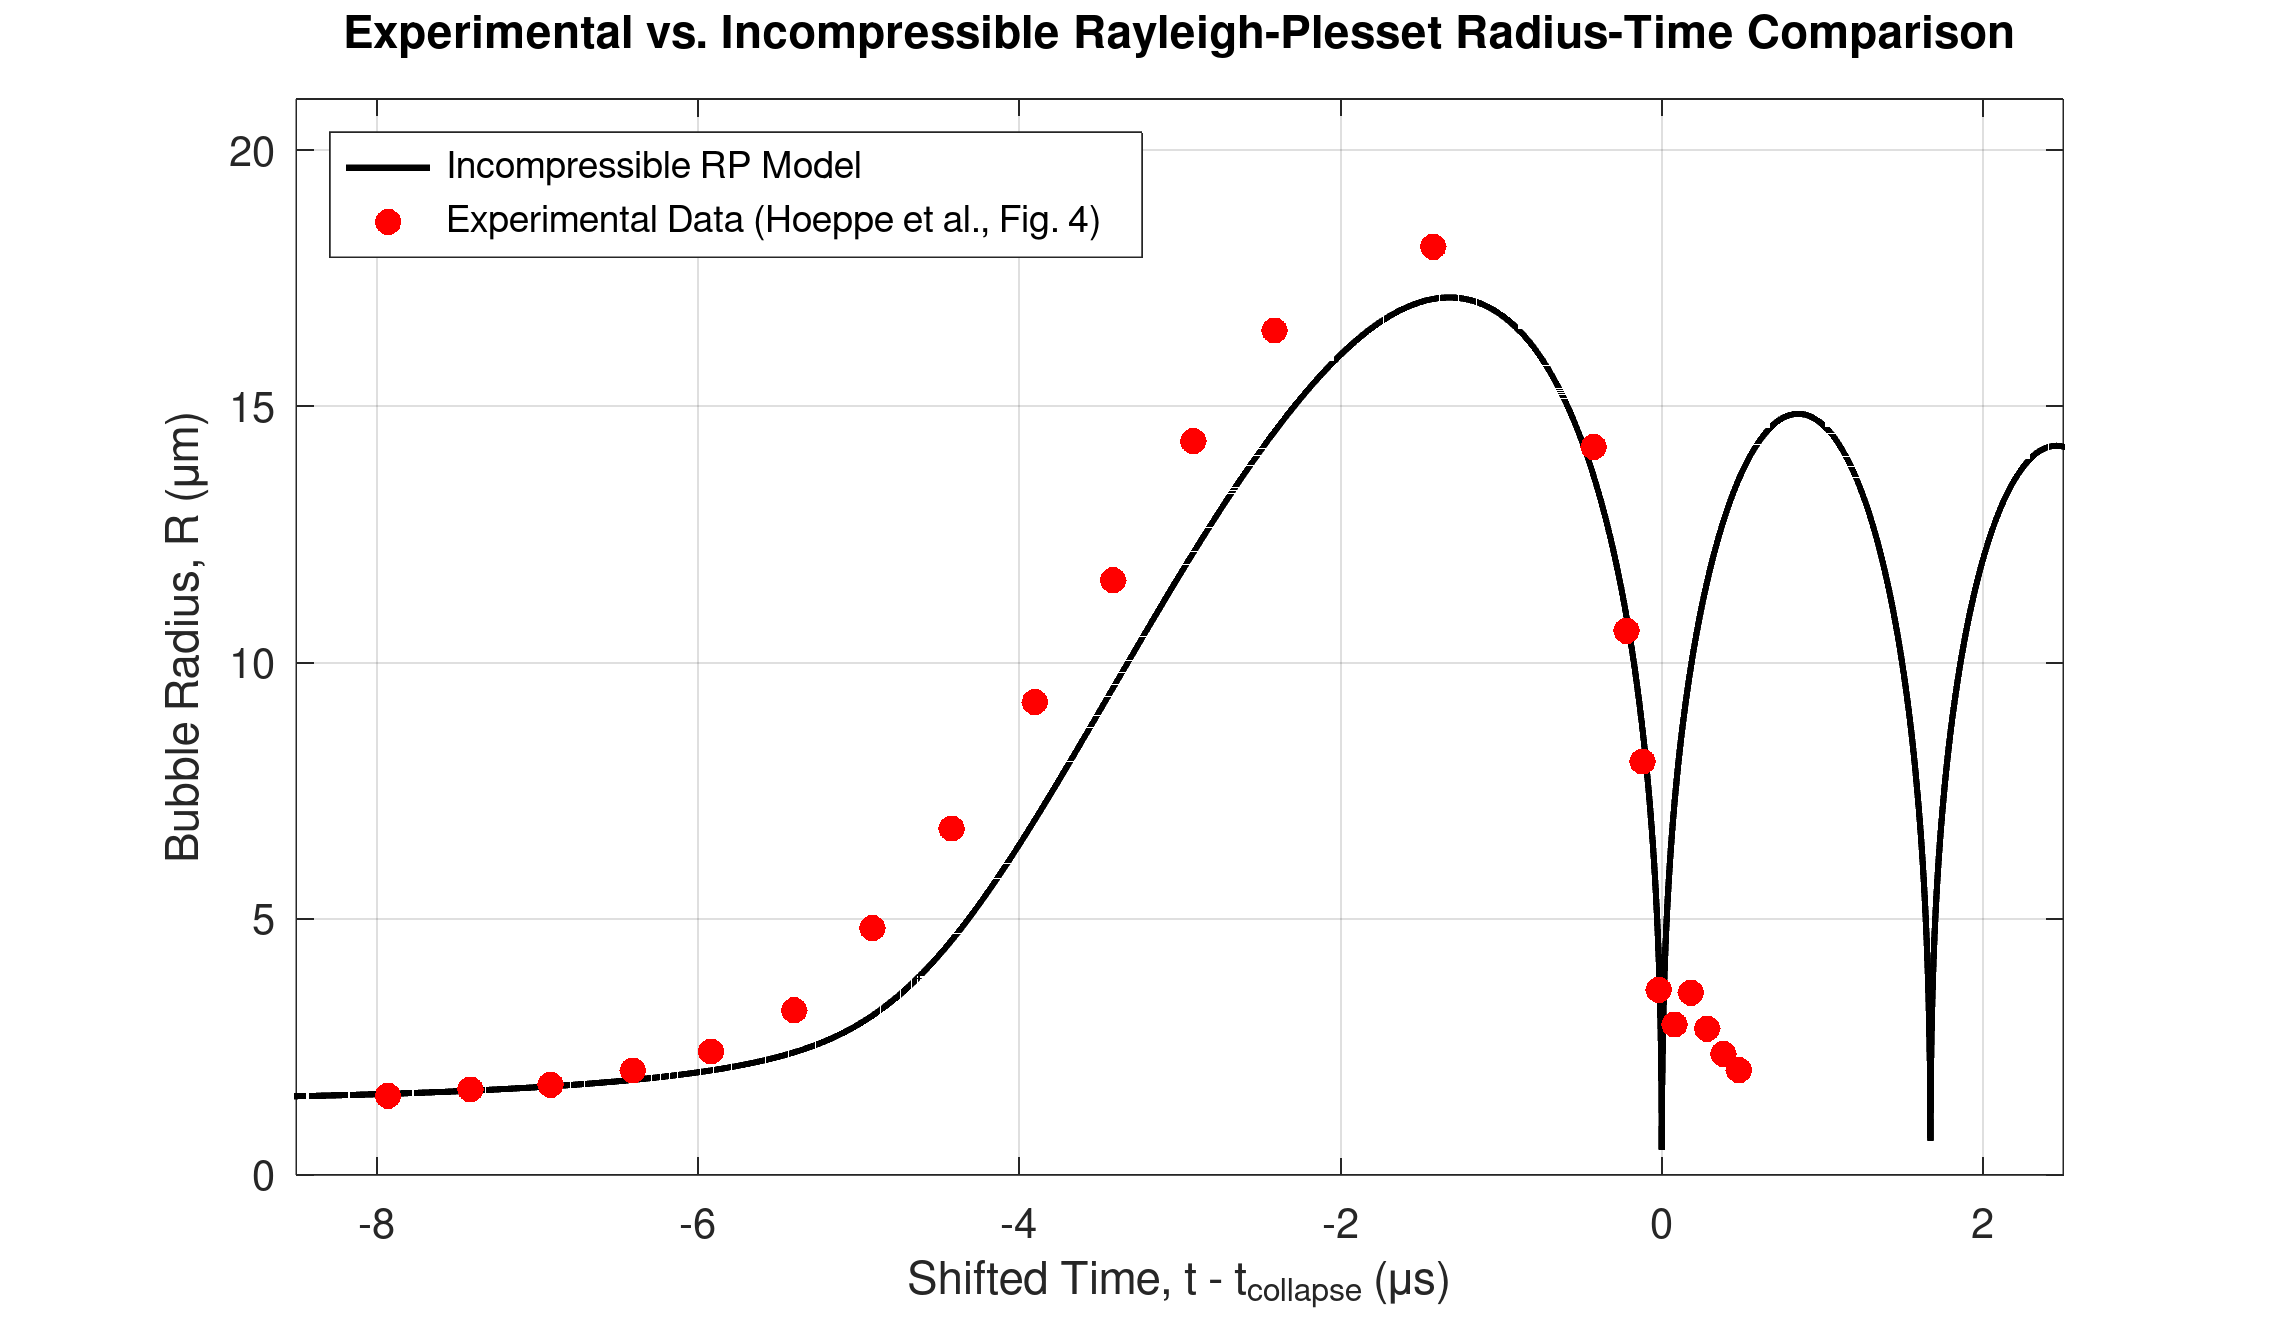 Experimental vs. Incompressible Rayleigh-Plesset Radius-Time Comparison
Incompressible RP Model
Experimental Data (Hoeppe et al., Fig. 4)
Bubble Radius, R (µm)
20
15
10
5
0
-8 -6 -4 -2 0 2
Shifted Time, t - tcollapse (µs)